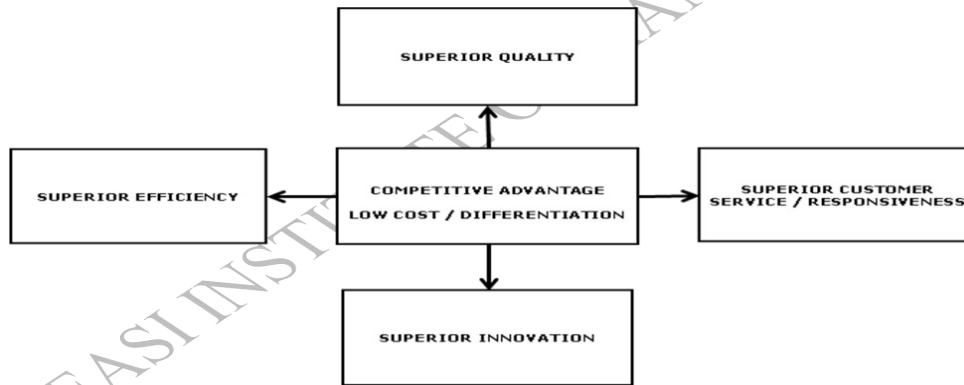 SUPERIOR QUALITY
SUPERIOR EFFICIENCY
COMPETITIVE ADVANTAGE
LOW COST / DIFFERENTIATION
SUPERIOR CUSTOMER
SERVICE / RESPONSIVENESS
SUPERIOR INNOVATION